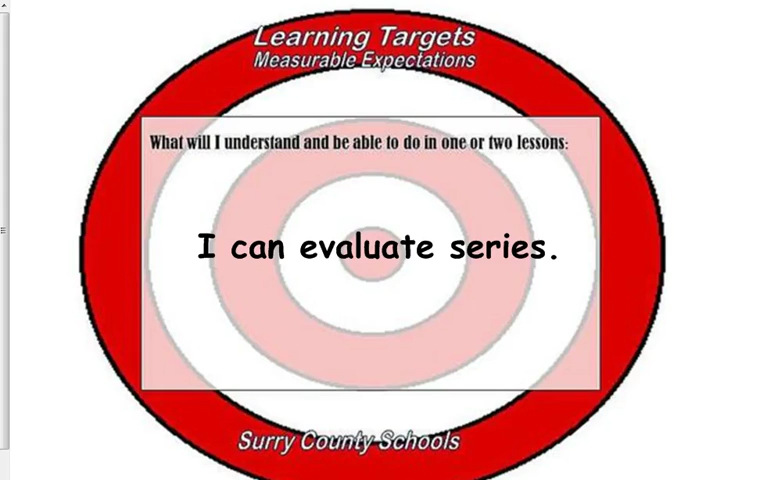 Learning Targets
Measurable Expectations
What will I understand and be able to do in one or two lessons:
I can evaluate series.
Surry County Schools